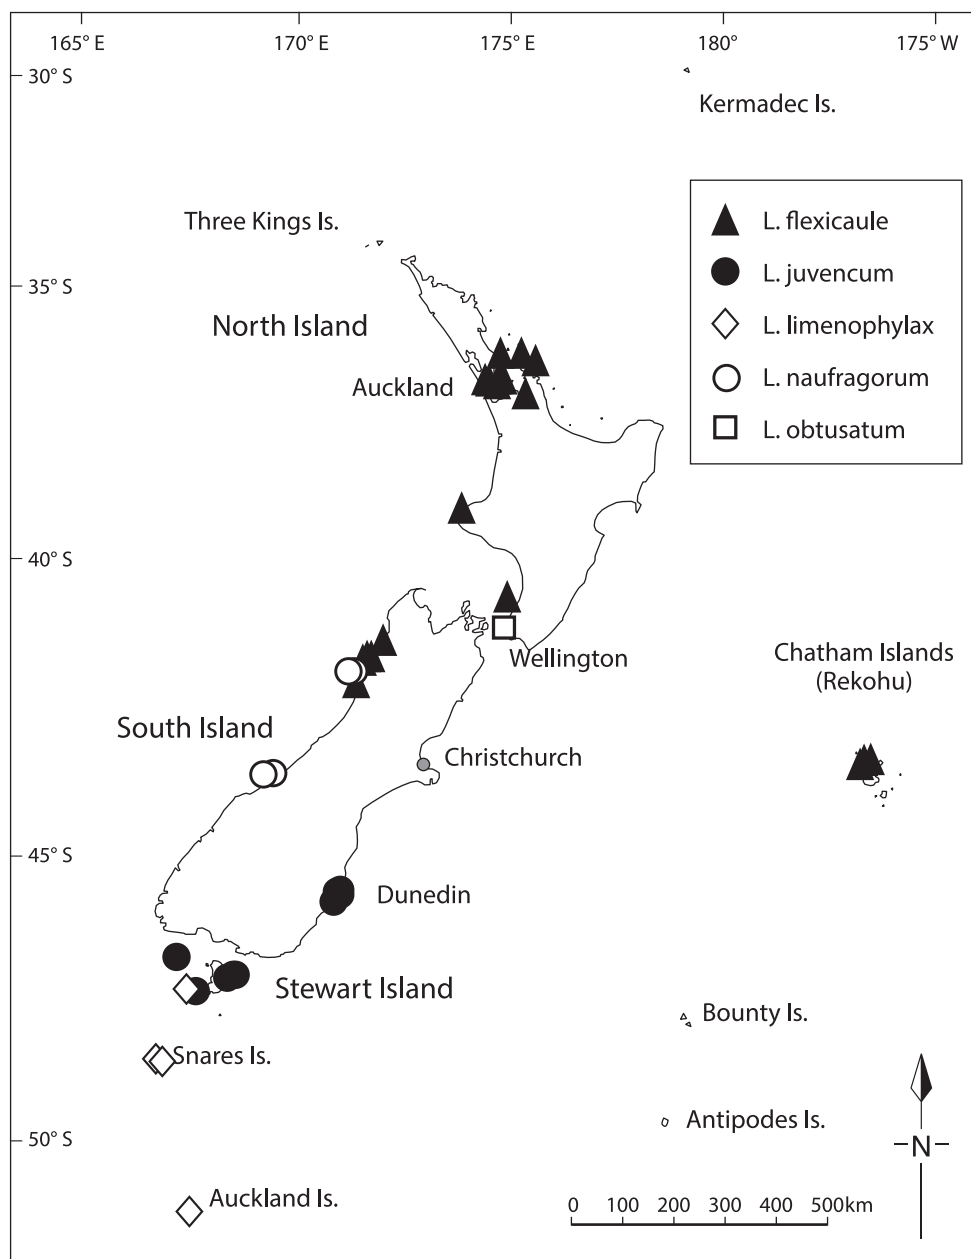 165° E 170° E 175° E 180° 175° W
30° S
Kermadec Is.
Three Kings Is.
L. flexicaule
L. juvencum
L. limenophylax
L. naufragorum
L. obtusatum
35° S
North Island
Auckland
40° S
Wellington
Chatham Islands
(Rekohu)
South Island
Christchurch
45° S
Dunedin
Stewart Island
Bounty Is.
Snares Is.
Antipodes Is.
50° S
N
Auckland Is.
0 100 200 300 400 500km